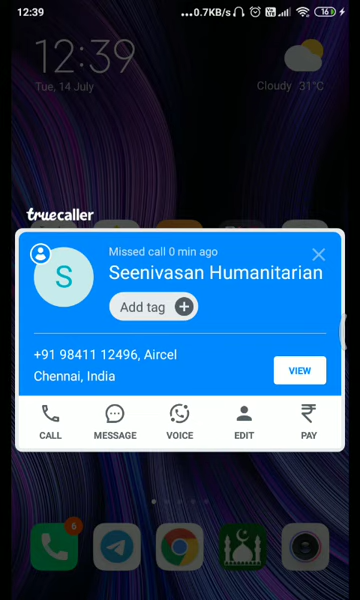 12:39
...0.7KB/s
16
12:39
Tue, 14 July
Cloudy 31°C
truecaller
Missed call 0 min ago
S
Seenivasan Humanitarian
Add tag
+91 98411 12496, Aircel
Chennai, India
VIEW
CALL
MESSAGE
VOICE
EDIT
PAY
6